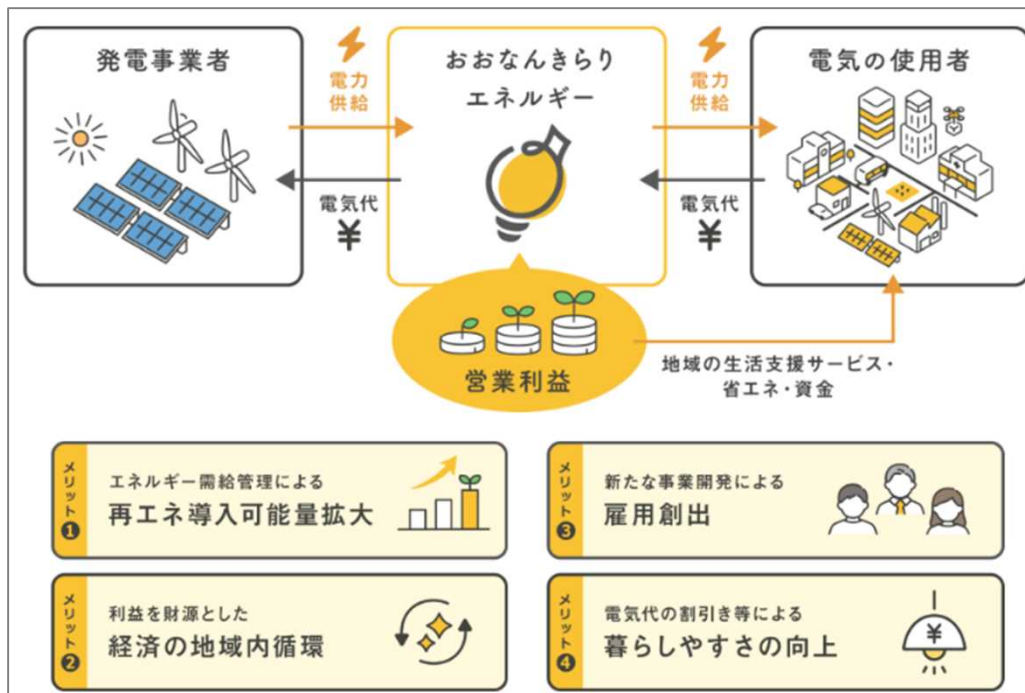 発電事業者
電力
供給
電気代
¥
おおなんきらり
エネルギー
電力
供給
電気代
¥
電気の使用者
営業利益
地域の生活支援サービス・
省エネ・資金
メリット❶
エネルギー需給管理による
再エネ導入可能量拡大
メリット❷
利益を財源とした
経済の地域内循環
メリット❸
新たな事業開発による
雇用創出
メリット❹
電気代の割引き等による
暮らしやすさの向上
¥